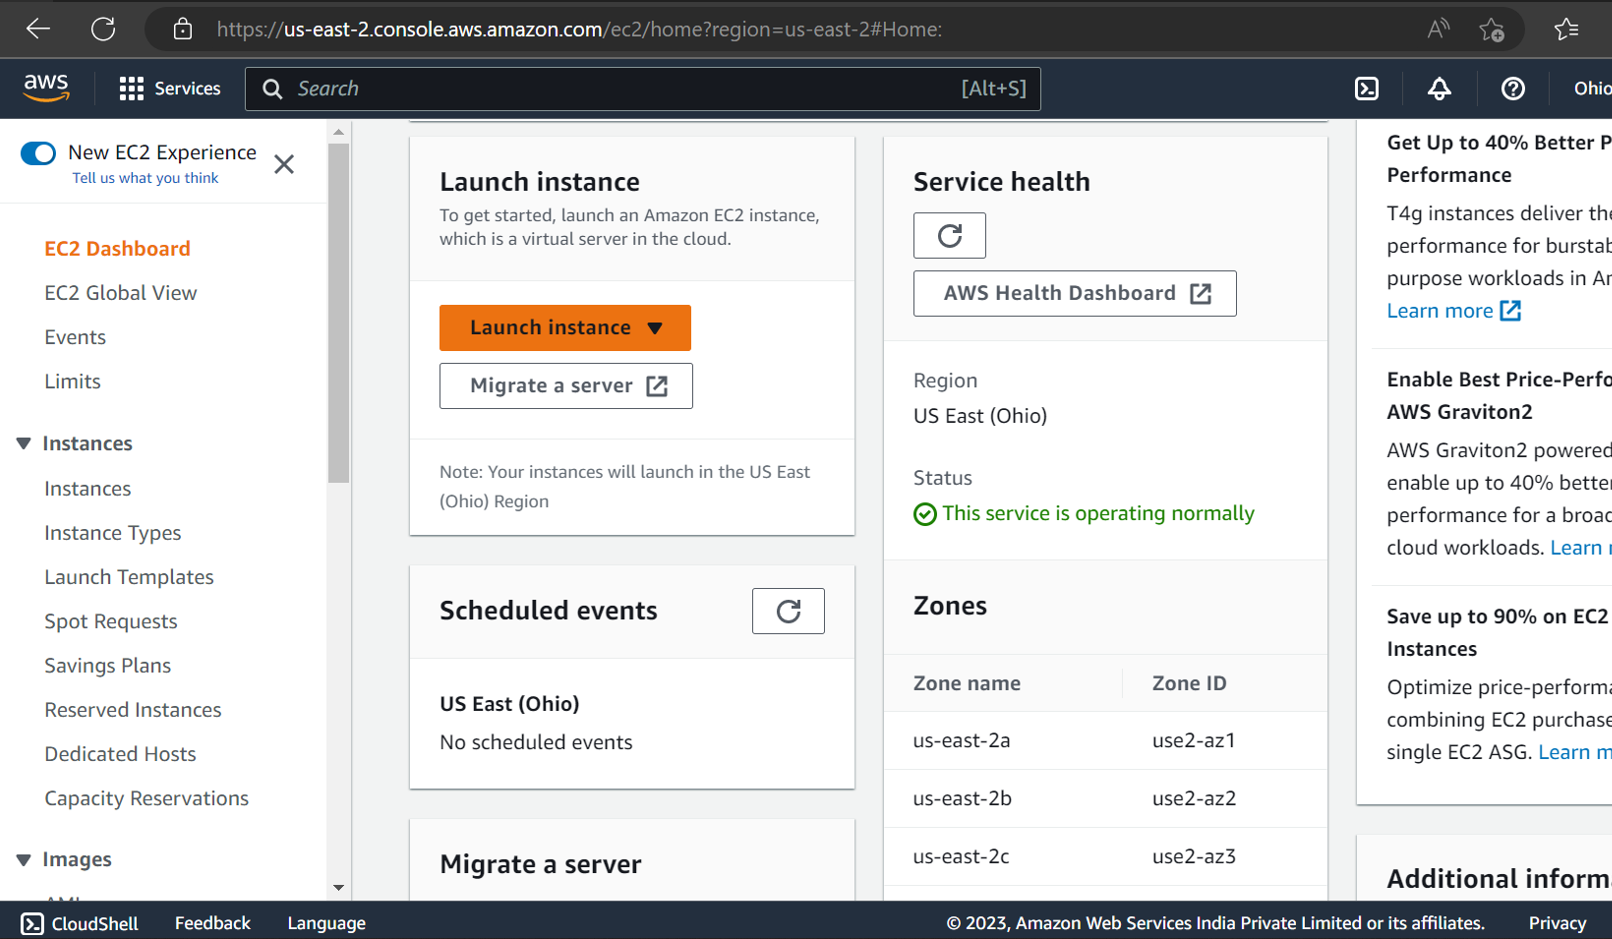 https://us-east-2.console.aws.amazon.com/ec2/home?region=us-east-2#Home:
aws
Services
Search
[Alt+S]
Ohio
New EC2 Experience
Tell us what you think
EC2 Dashboard
EC2 Global View
Events
Limits
Instances
Instances
Instance Types
Launch Templates
Spot Requests
Savings Plans
Reserved Instances
Dedicated Hosts
Capacity Reservations
Images
Launch instance
To get started, launch an Amazon EC2 instance,
which is a virtual server in the cloud.
Launch instance
Migrate a server
Note: Your instances will launch in the US East
(Ohio) Region
Scheduled events
US East (Ohio)
No scheduled events
Migrate a server
Service health
AWS Health Dashboard
Region
US East (Ohio)
Status
This service is operating normally
Zones
Zone name Zone ID
us-east-2a use2-az1
us-east-2b use2-az2
us-east-2c use2-az3
Get Up to 40% Better P
Performance
T4g instances deliver the
performance for burstab
purpose workloads in Am
Learn more
Enable Best Price-Perfo
AWS Graviton2
AWS Graviton2 powered
enable up to 40% better
performance for a broad
cloud workloads. Learn
Save up to 90% on EC2
Instances
Optimize price-performa
combining EC2 purchase
single EC2 ASG. Learn m
Additional inform
CloudShell
Feedback
Language
© 2023, Amazon Web Services India Private Limited or its affiliates.
Privacy